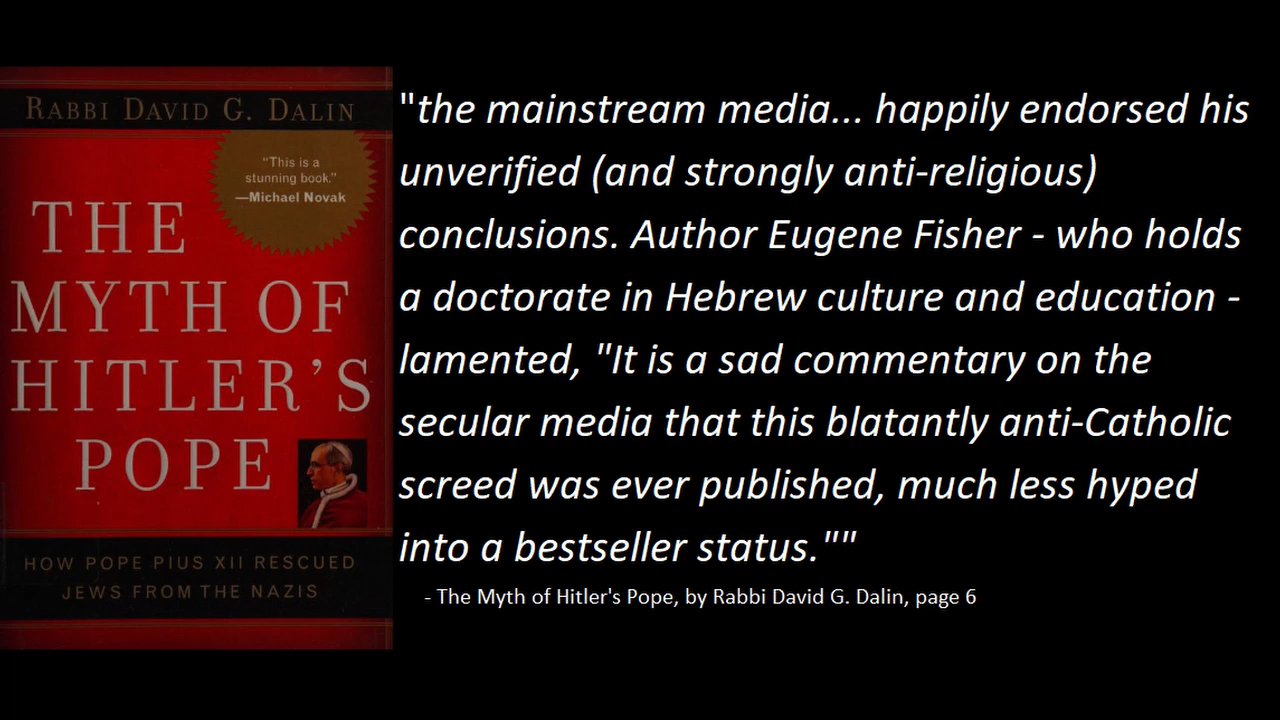 RABBI DAVID G. DALIN
"This is a
stunning book."
—Michael Novak
THE
MYTH OF
HITLER'S
POPE
HOW POPE PIUS XII RESCUED
JEWS FROM THE NAZIS
"the mainstream media... happily endorsed his
unverified (and strongly anti-religious)
conclusions. Author Eugene Fisher - who holds
a doctorate in Hebrew culture and education -
lamented, "It is a sad commentary on the
secular media that this blatantly anti-Catholic
screed was ever published, much less hyped
into a bestseller status.""
- The Myth of Hitler's Pope, by Rabbi David G. Dalin, page 6